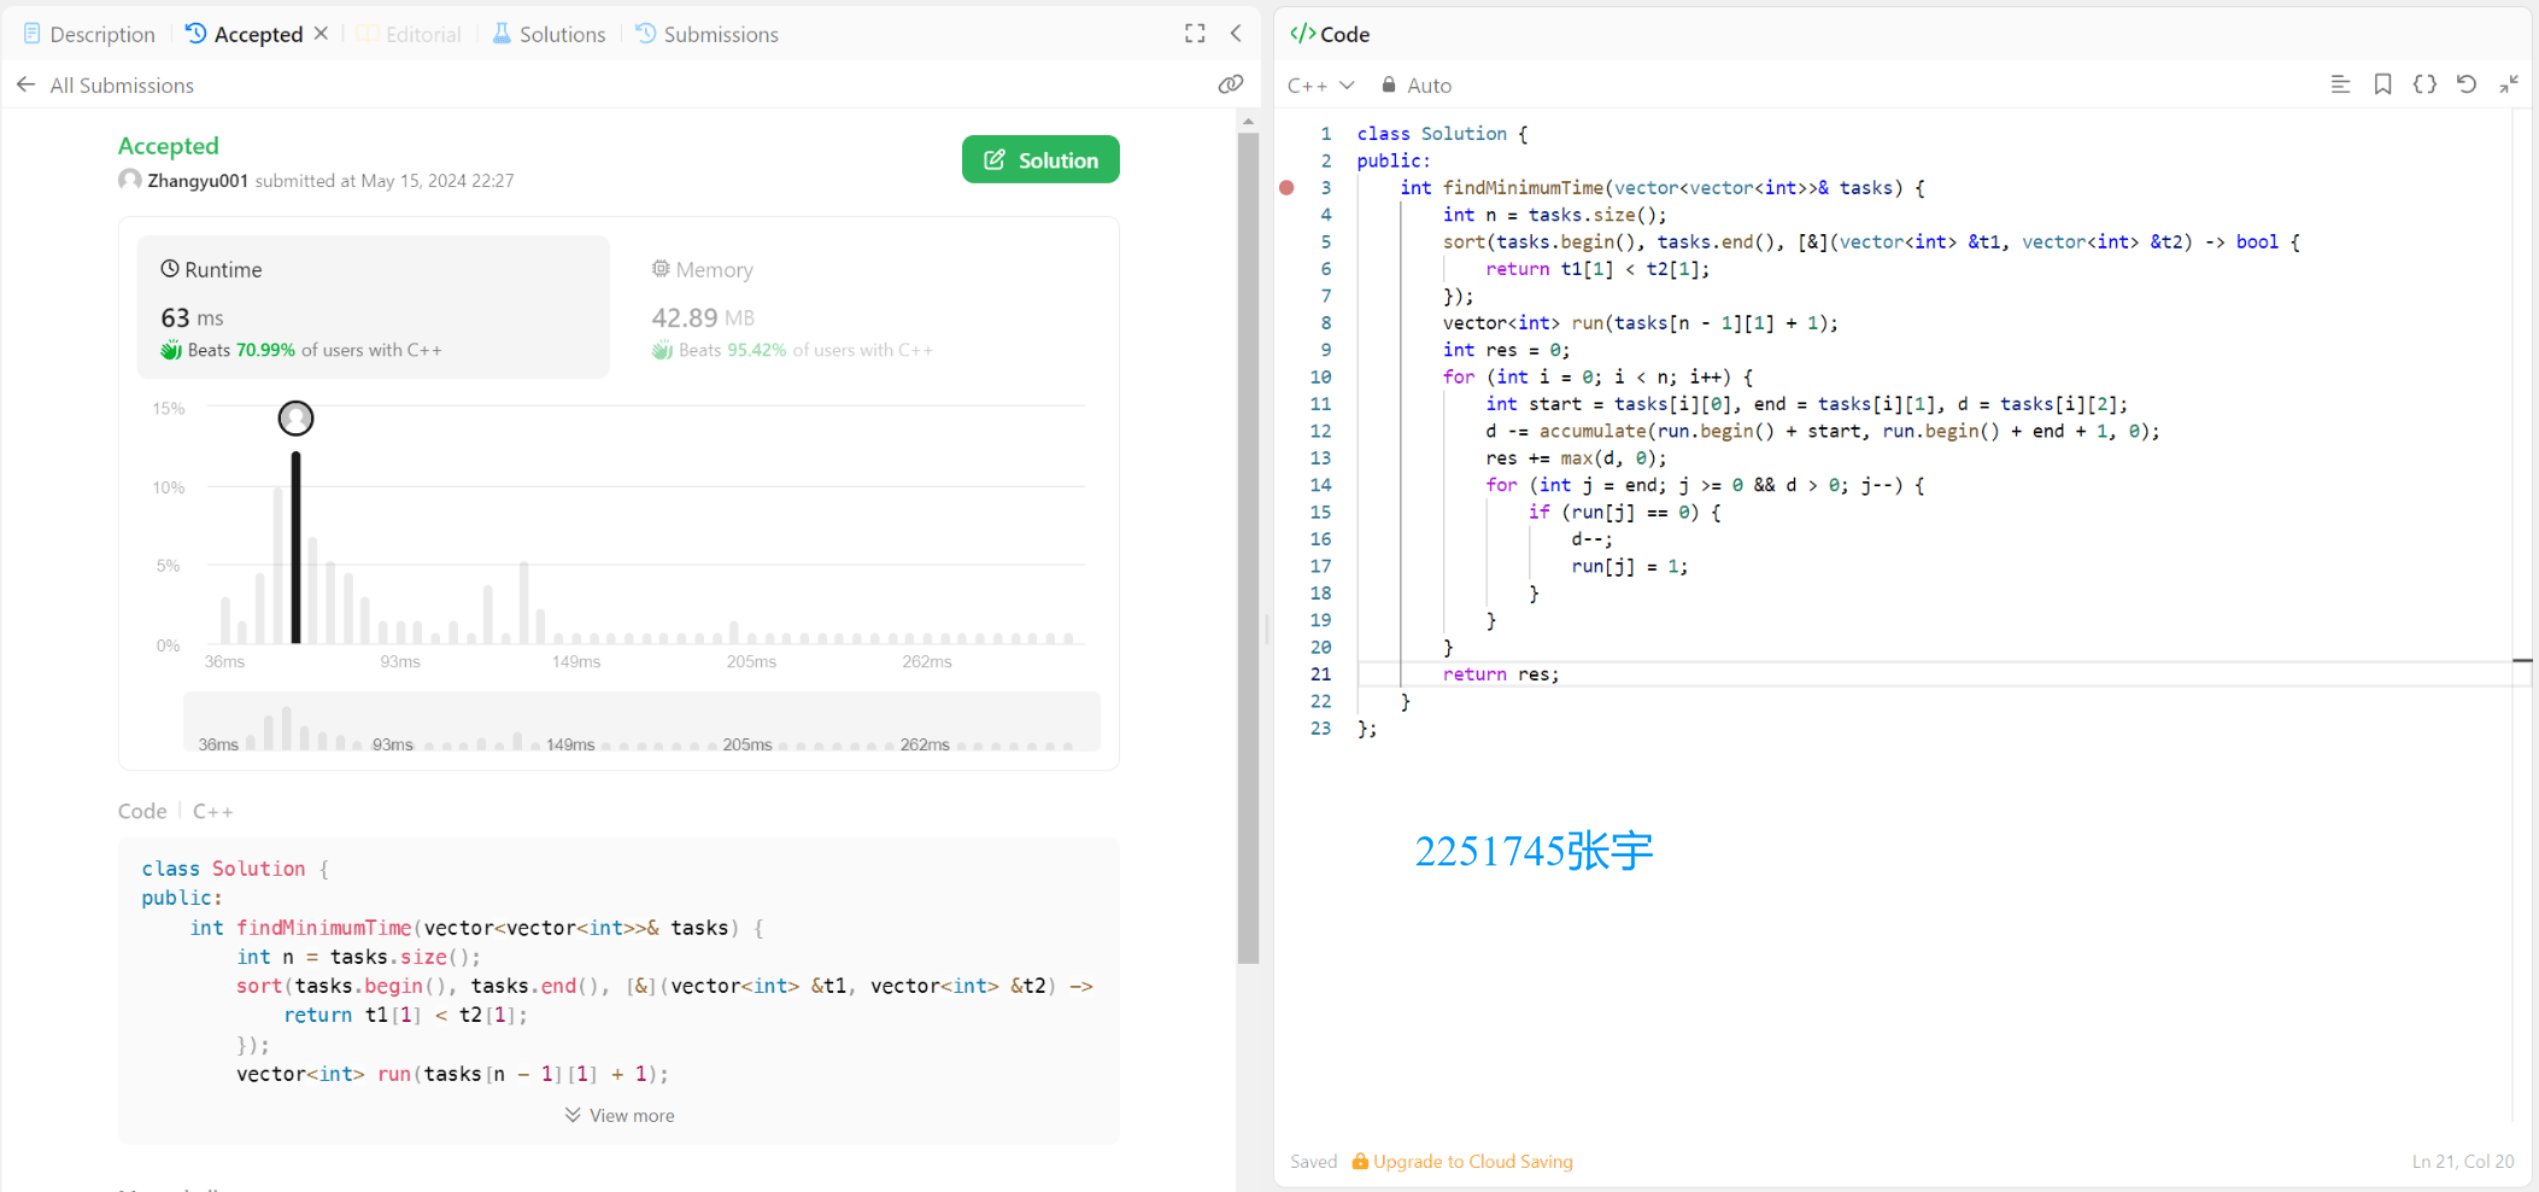 Description
Accepted
Editorial
Solutions
Submissions
All Submissions
Accepted
Zhangyu001 submitted at May 15, 2024 22:27
Solution
Runtime
63 ms
Beats 70.99% of users with C++
Memory
42.89 MB
Beats 95.42% of users with C++
15%
10%
5%
0%
36ms 93ms 149ms 205ms 262ms
36ms 93ms 149ms 205ms 262ms
Code C++
class Solution {
public:
    int findMinimumTime(vector<vector<int>>& tasks) {
        int n = tasks.size();
        sort(tasks.begin(), tasks.end(), [&](vector<int> &t1, vector<int> &t2) ->
            return t1[1] < t2[1];
        });
        vector<int> run(tasks[n - 1][1] + 1);
View more
</> Code
C++ Auto
1 class Solution {
2 public:
3     int findMinimumTime(vector<vector<int>>& tasks) {
4         int n = tasks.size();
5         sort(tasks.begin(), tasks.end(), [&](vector<int> &t1, vector<int> &t2) -> bool {
6             return t1[1] < t2[1];
7         });
8         vector<int> run(tasks[n - 1][1] + 1);
9         int res = 0;
10         for (int i = 0; i < n; i++) {
11             int start = tasks[i][0], end = tasks[i][1], d = tasks[i][2];
12             d -= accumulate(run.begin() + start, run.begin() + end + 1, 0);
13             res += max(d, 0);
14             for (int j = end; j >= 0 && d > 0; j--) {
15                 if (run[j] == 0) {
16                     d--;
17                     run[j] = 1;
18                 }
19             }
20         }
21         return res;
22     }
23 };
2251745张宇
Saved Upgrade to Cloud Saving
Ln 21, Col 20